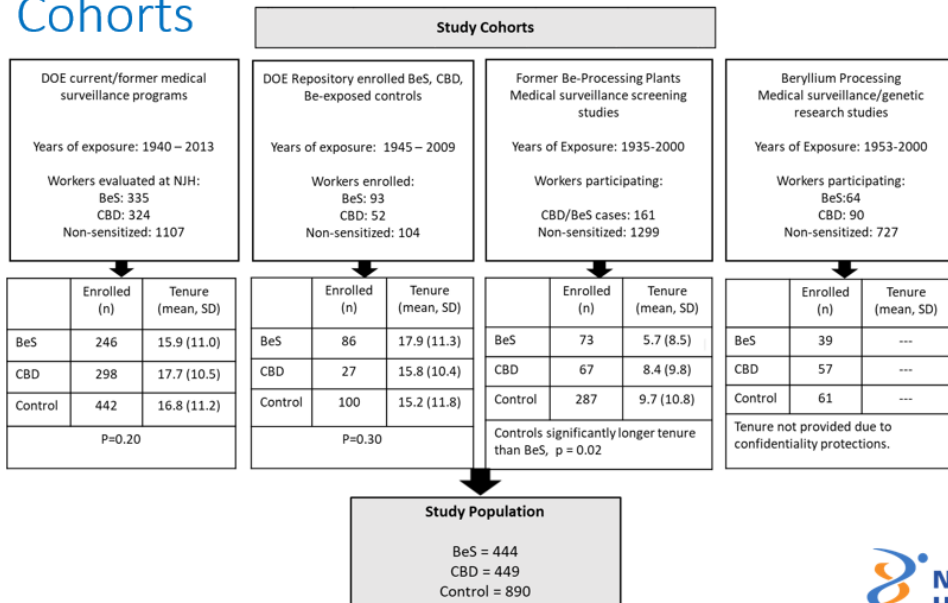 Cohorts
Study Cohorts
DOE current/former medical
surveillance programs
Years of exposure: 1940 – 2013
Workers evaluated at NJH:
BeS: 335
CBD: 324
Non-sensitized: 1107
DOE Repository enrolled BeS, CBD,
Be-exposed controls
Years of exposure: 1945 – 2009
Workers enrolled:
BeS: 93
CBD: 52
Non-sensitized: 104
Former Be-Processing Plants
Medical surveillance screening
studies
Years of Exposure: 1935-2000
Workers participating:
CBD/BeS cases: 161
Non-sensitized: 1299
Beryllium Processing
Medical surveillance/genetic
research studies
Years of Exposure: 1953-2000
Workers participating:
BeS:64
CBD: 90
Non-sensitized: 727
Enrolled Tenure
(n) (mean, SD)
BeS 246 15.9 (11.0)
CBD 298 17.7 (10.5)
Control 442 16.8 (11.2)
P=0.20
Enrolled Tenure
(n) (mean, SD)
BeS 86 17.9 (11.3)
CBD 27 15.8 (10.4)
Control 100 15.2 (11.8)
P=0.30
Enrolled Tenure
(n) (mean, SD)
BeS 73 5.7 (8.5)
CBD 67 8.4 (9.8)
Control 287 9.7 (10.8)
Controls significantly longer tenure
than BeS, p = 0.02
Enrolled Tenure
(n) (mean, SD)
BeS 39 ---
CBD 57 ---
Control 61 ---
Tenure not provided due to
confidentiality protections.
Study Population
BeS = 444
CBD = 449
Control = 890